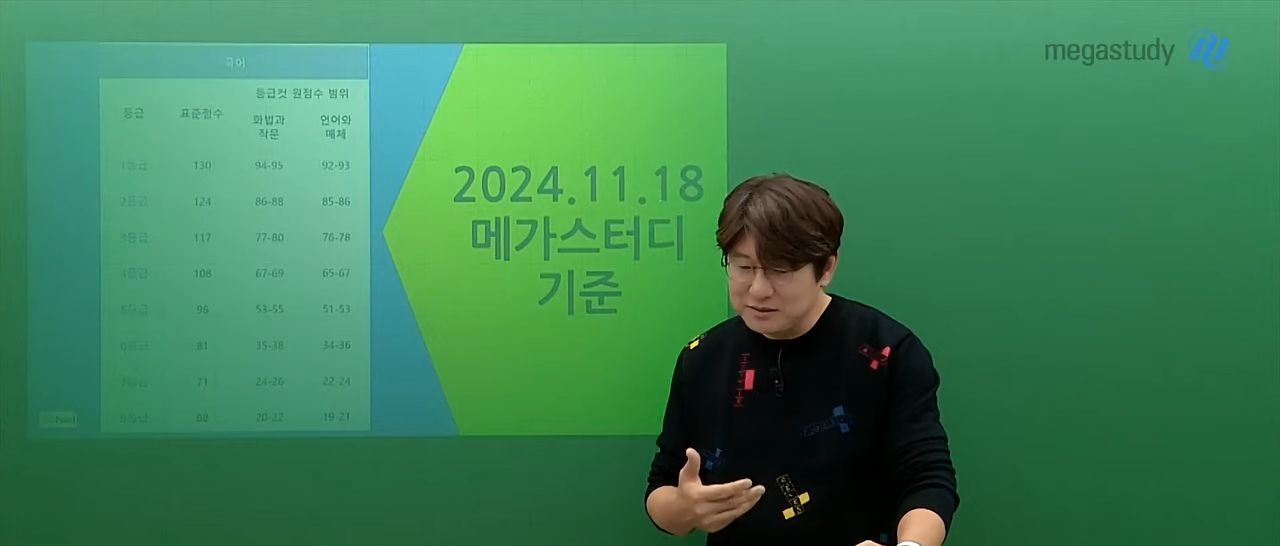 megastudy
국어
등급 표준점수 등급컷 원점수 범위
화법과 작문 언어와 매체
1등급 130 94-95 92-93
2등급 124 86-88 85-86
3등급 117 77-80 76-78
4등급 108 67-69 65-67
5등급 96 53-55 51-53
6등급 81 35-38 34-36
7등급 71 24-26 22-24
8등급 68 20-22 19-21
2024.11.18
메가스터디
기준